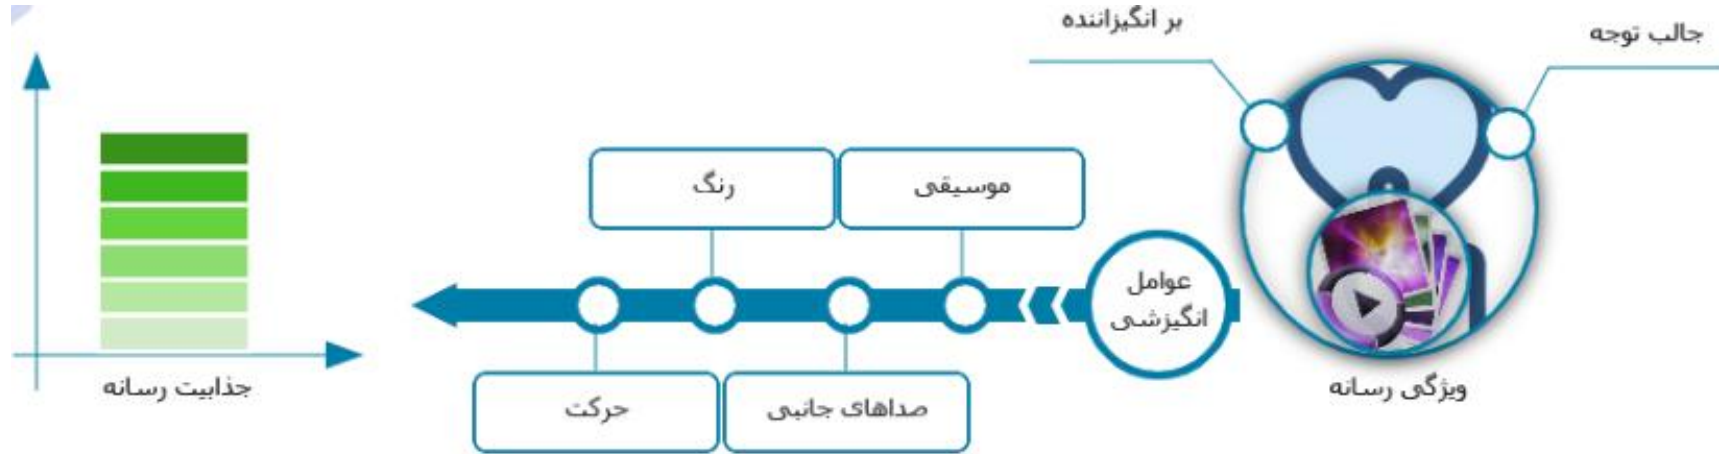 جالب توجه
بر انگیزاننده
ویژگی رسانه
عوامل
انگیزشی
موسیقی
صداهای جانبی
رنگ
حرکت
جذابیت رسانه